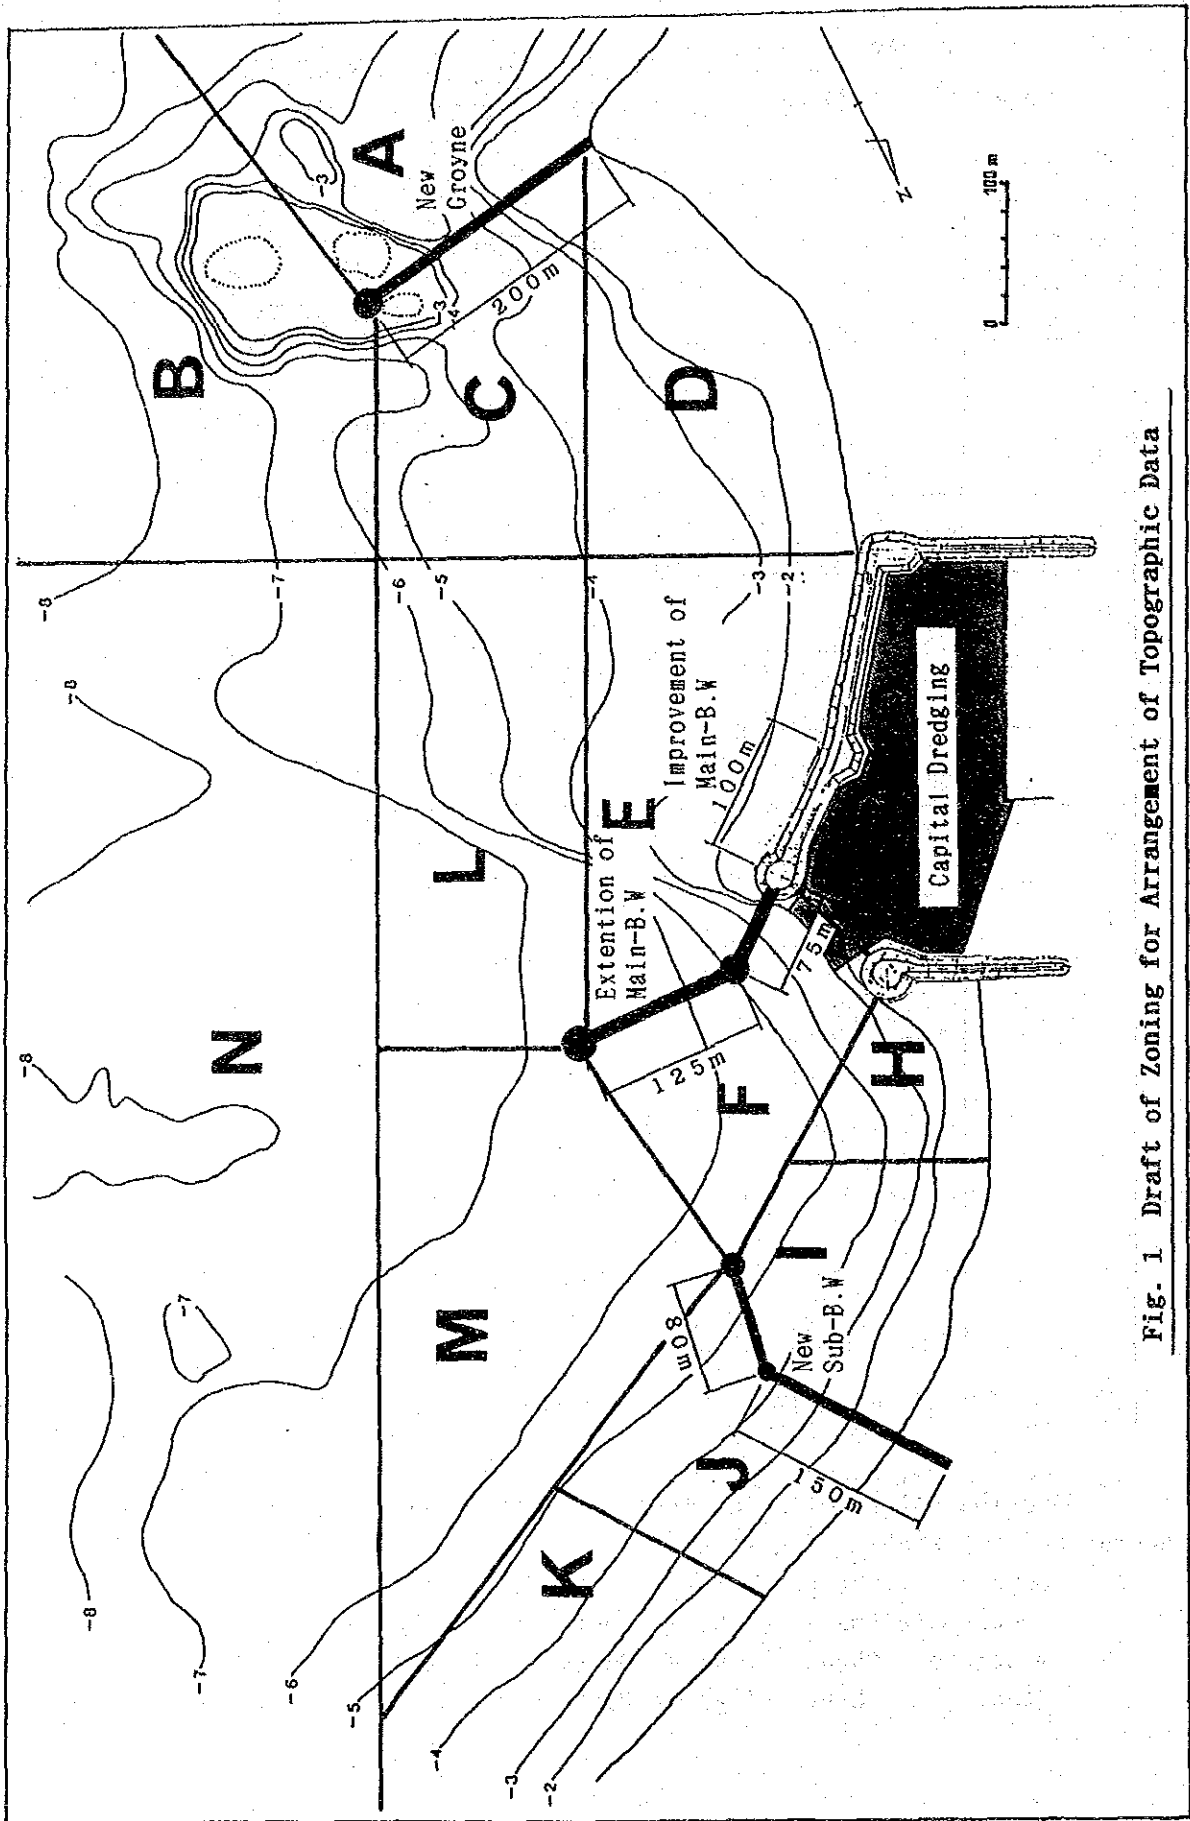 A
New
Groyne
-3
200m
-3
-4
B
C
D
N
0
100m
-8
-7
-6
-5
-4
-3
-2
-8
Improvement of
Main-B.W
100m
E
Extention of
Main-B.W
L
75m
Capital Dredging
N
-8
125m
F
H
M
-7
I
80m
New
Sub-B.W
J
150m
K
-8
-7
-6
-5
-4
-3
-2
Fig. 1 Draft of Zoning for Arrangement of Topographic Data